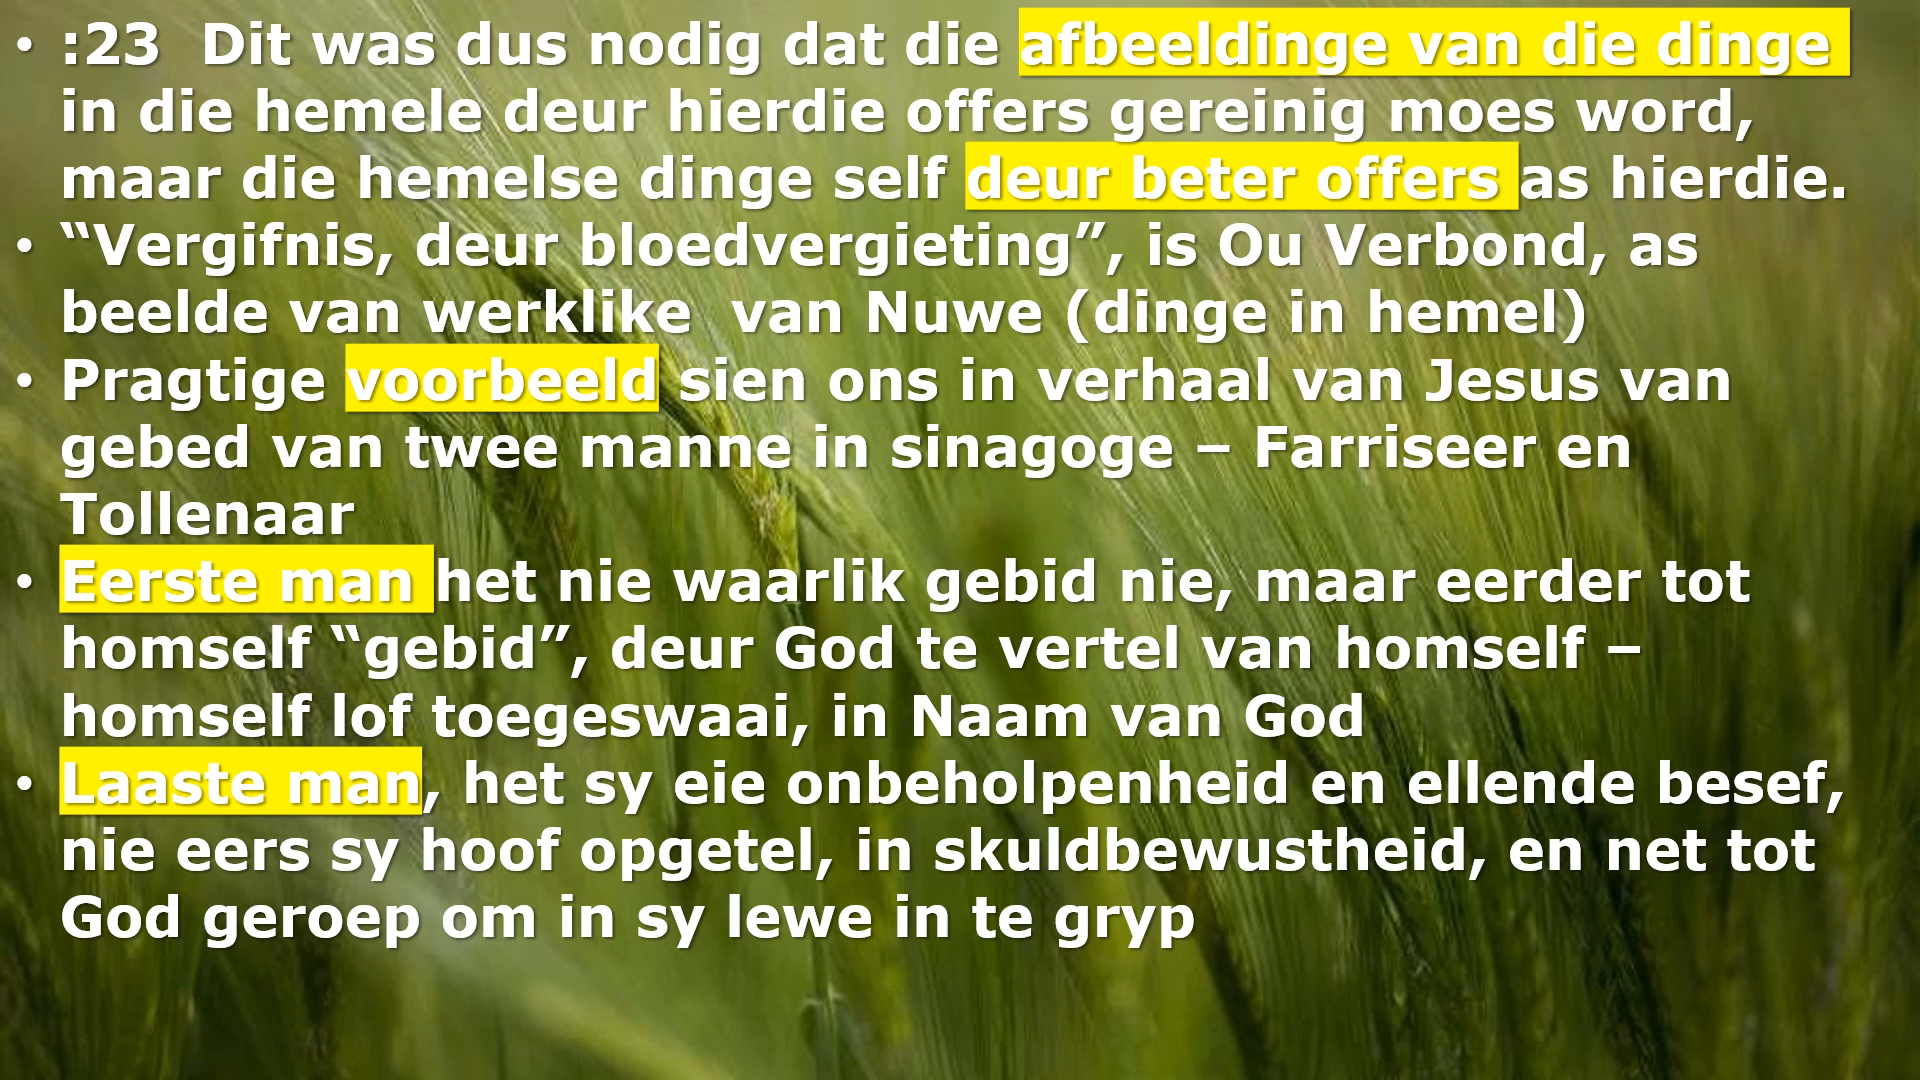 • :23  Dit was dus nodig dat die afbeeldinge van die dinge
in die hemele deur hierdie offers gereinig moes word,
maar die hemelse dinge self deur beter offers as hierdie.
• “Vergifnis, deur bloedvergieting”, is Ou Verbond, as
beelde van werklike  van Nuwe (dinge in hemel)
• Pragtige voorbeeld sien ons in verhaal van Jesus van
gebed van twee manne in sinagoge – Farriseer en
Tollenaar
• Eerste man het nie waarlik gebid nie, maar eerder tot
homself “gebid”, deur God te vertel van homself –
homself lof toegeswaai, in Naam van God
• Laaste man, het sy eie onbeholpenheid en ellende besef,
nie eers sy hoof opgetel, in skuldbewustheid, en net tot
God geroep om in sy lewe in te gryp